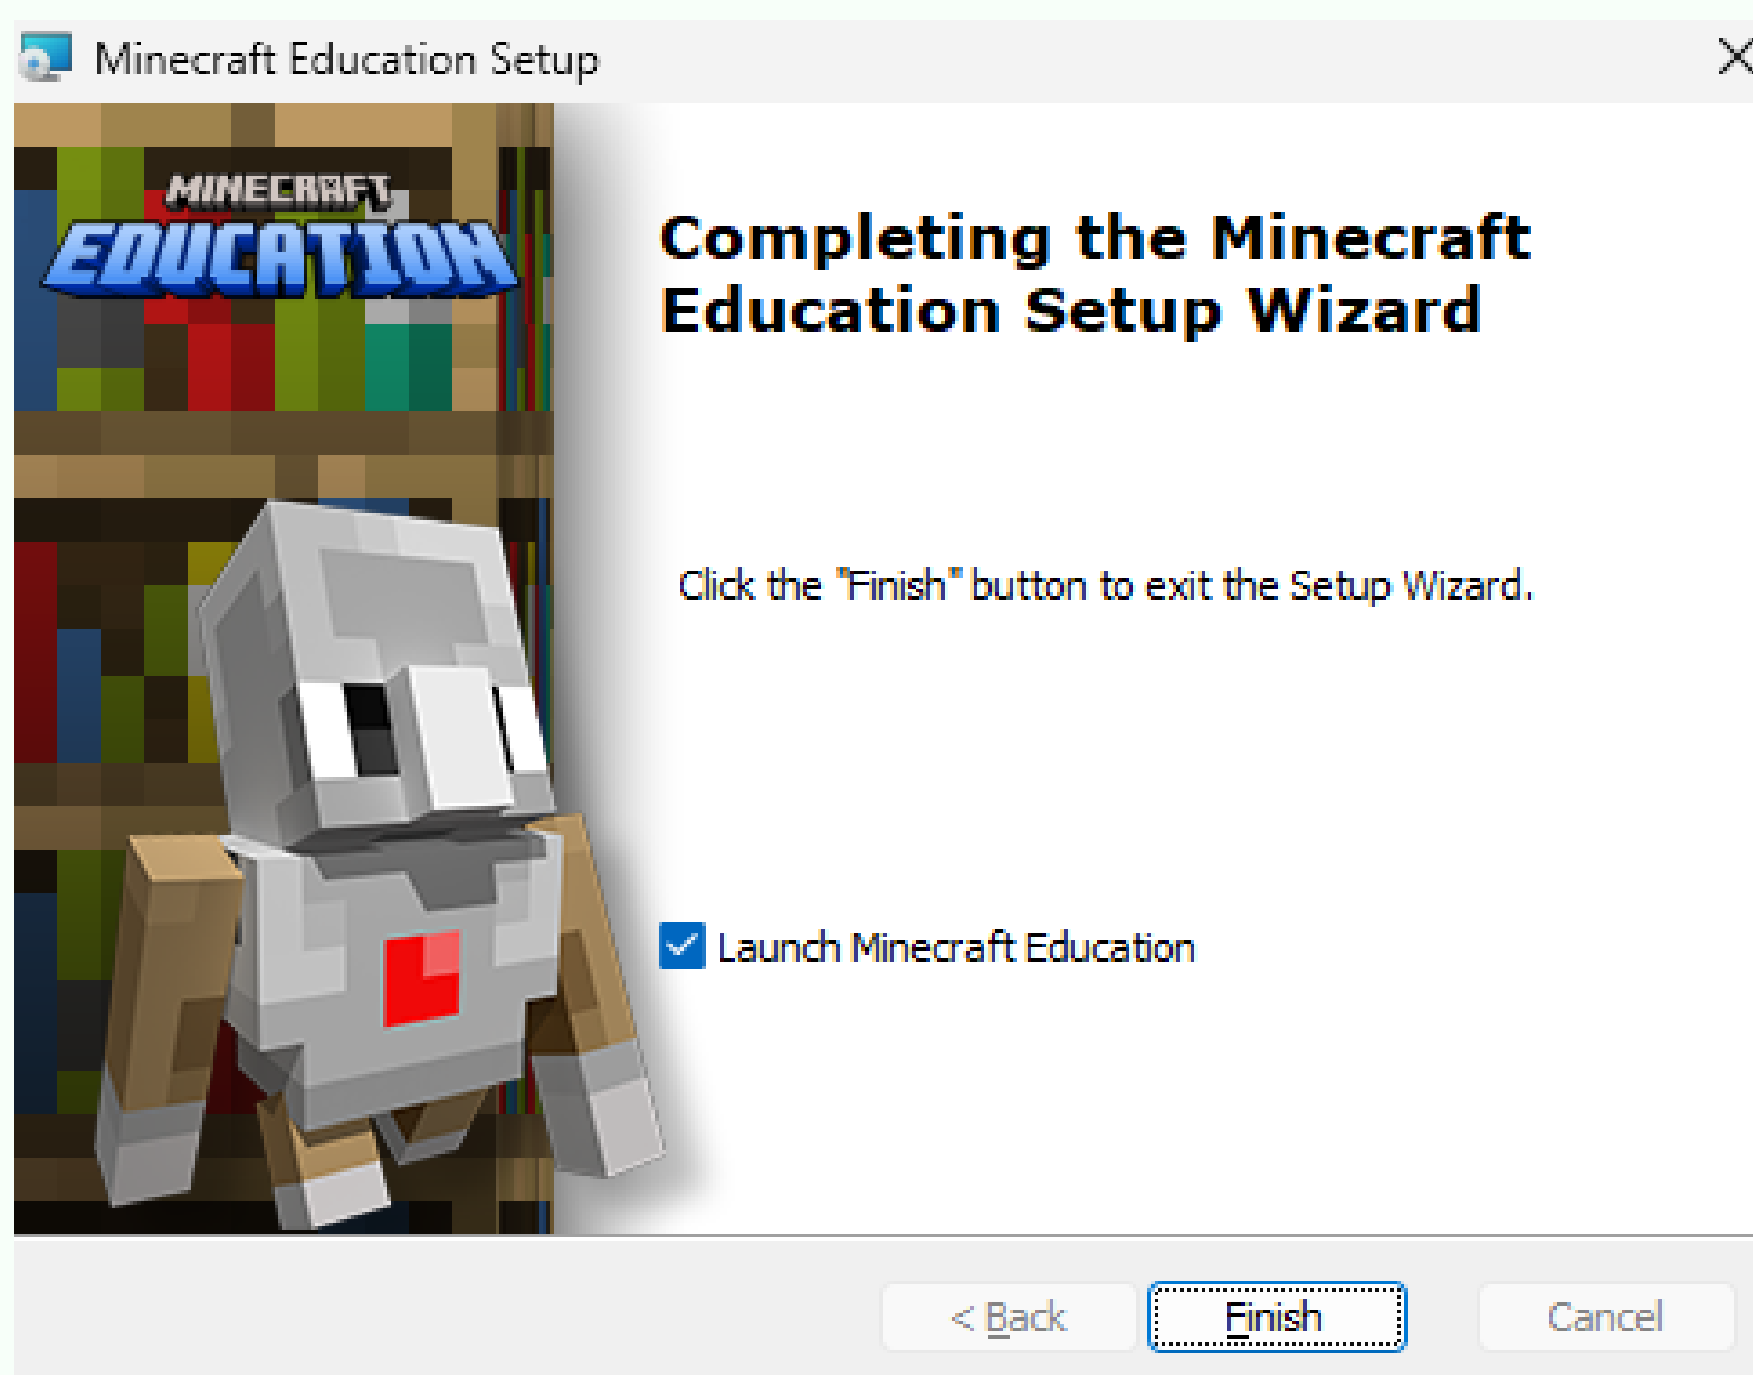 Minecraft Education Setup
MINECRAFT
EDUCATION
Completing the Minecraft
Education Setup Wizard
Click the "Finish" button to exit the Setup Wizard.
Launch Minecraft Education
< Back
Finish
Cancel